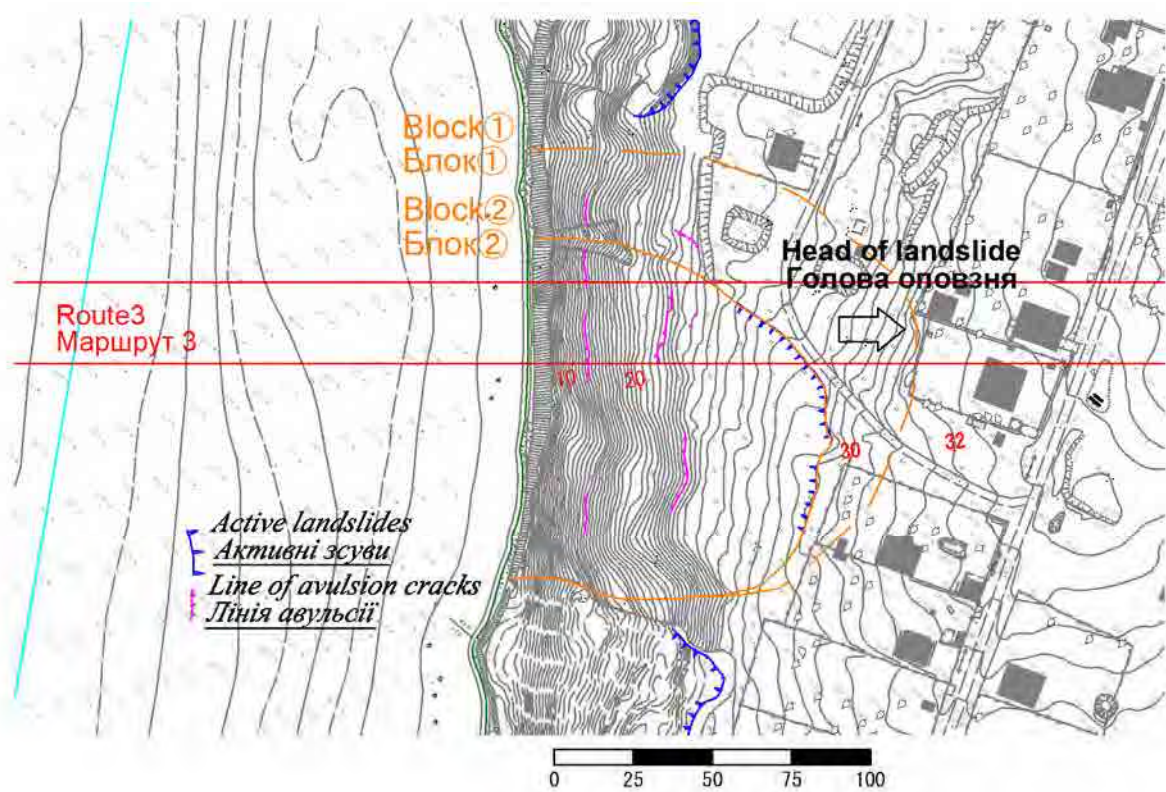 Block①
Блок①
Block②
Блок②
Head of landslide
Голова оповзня
Route3
Маршрут 3
10
20
30
32
Active landslides
Активні зсуви
Line of avulsion cracks
Лінія авульсії
0 25 50 75 100